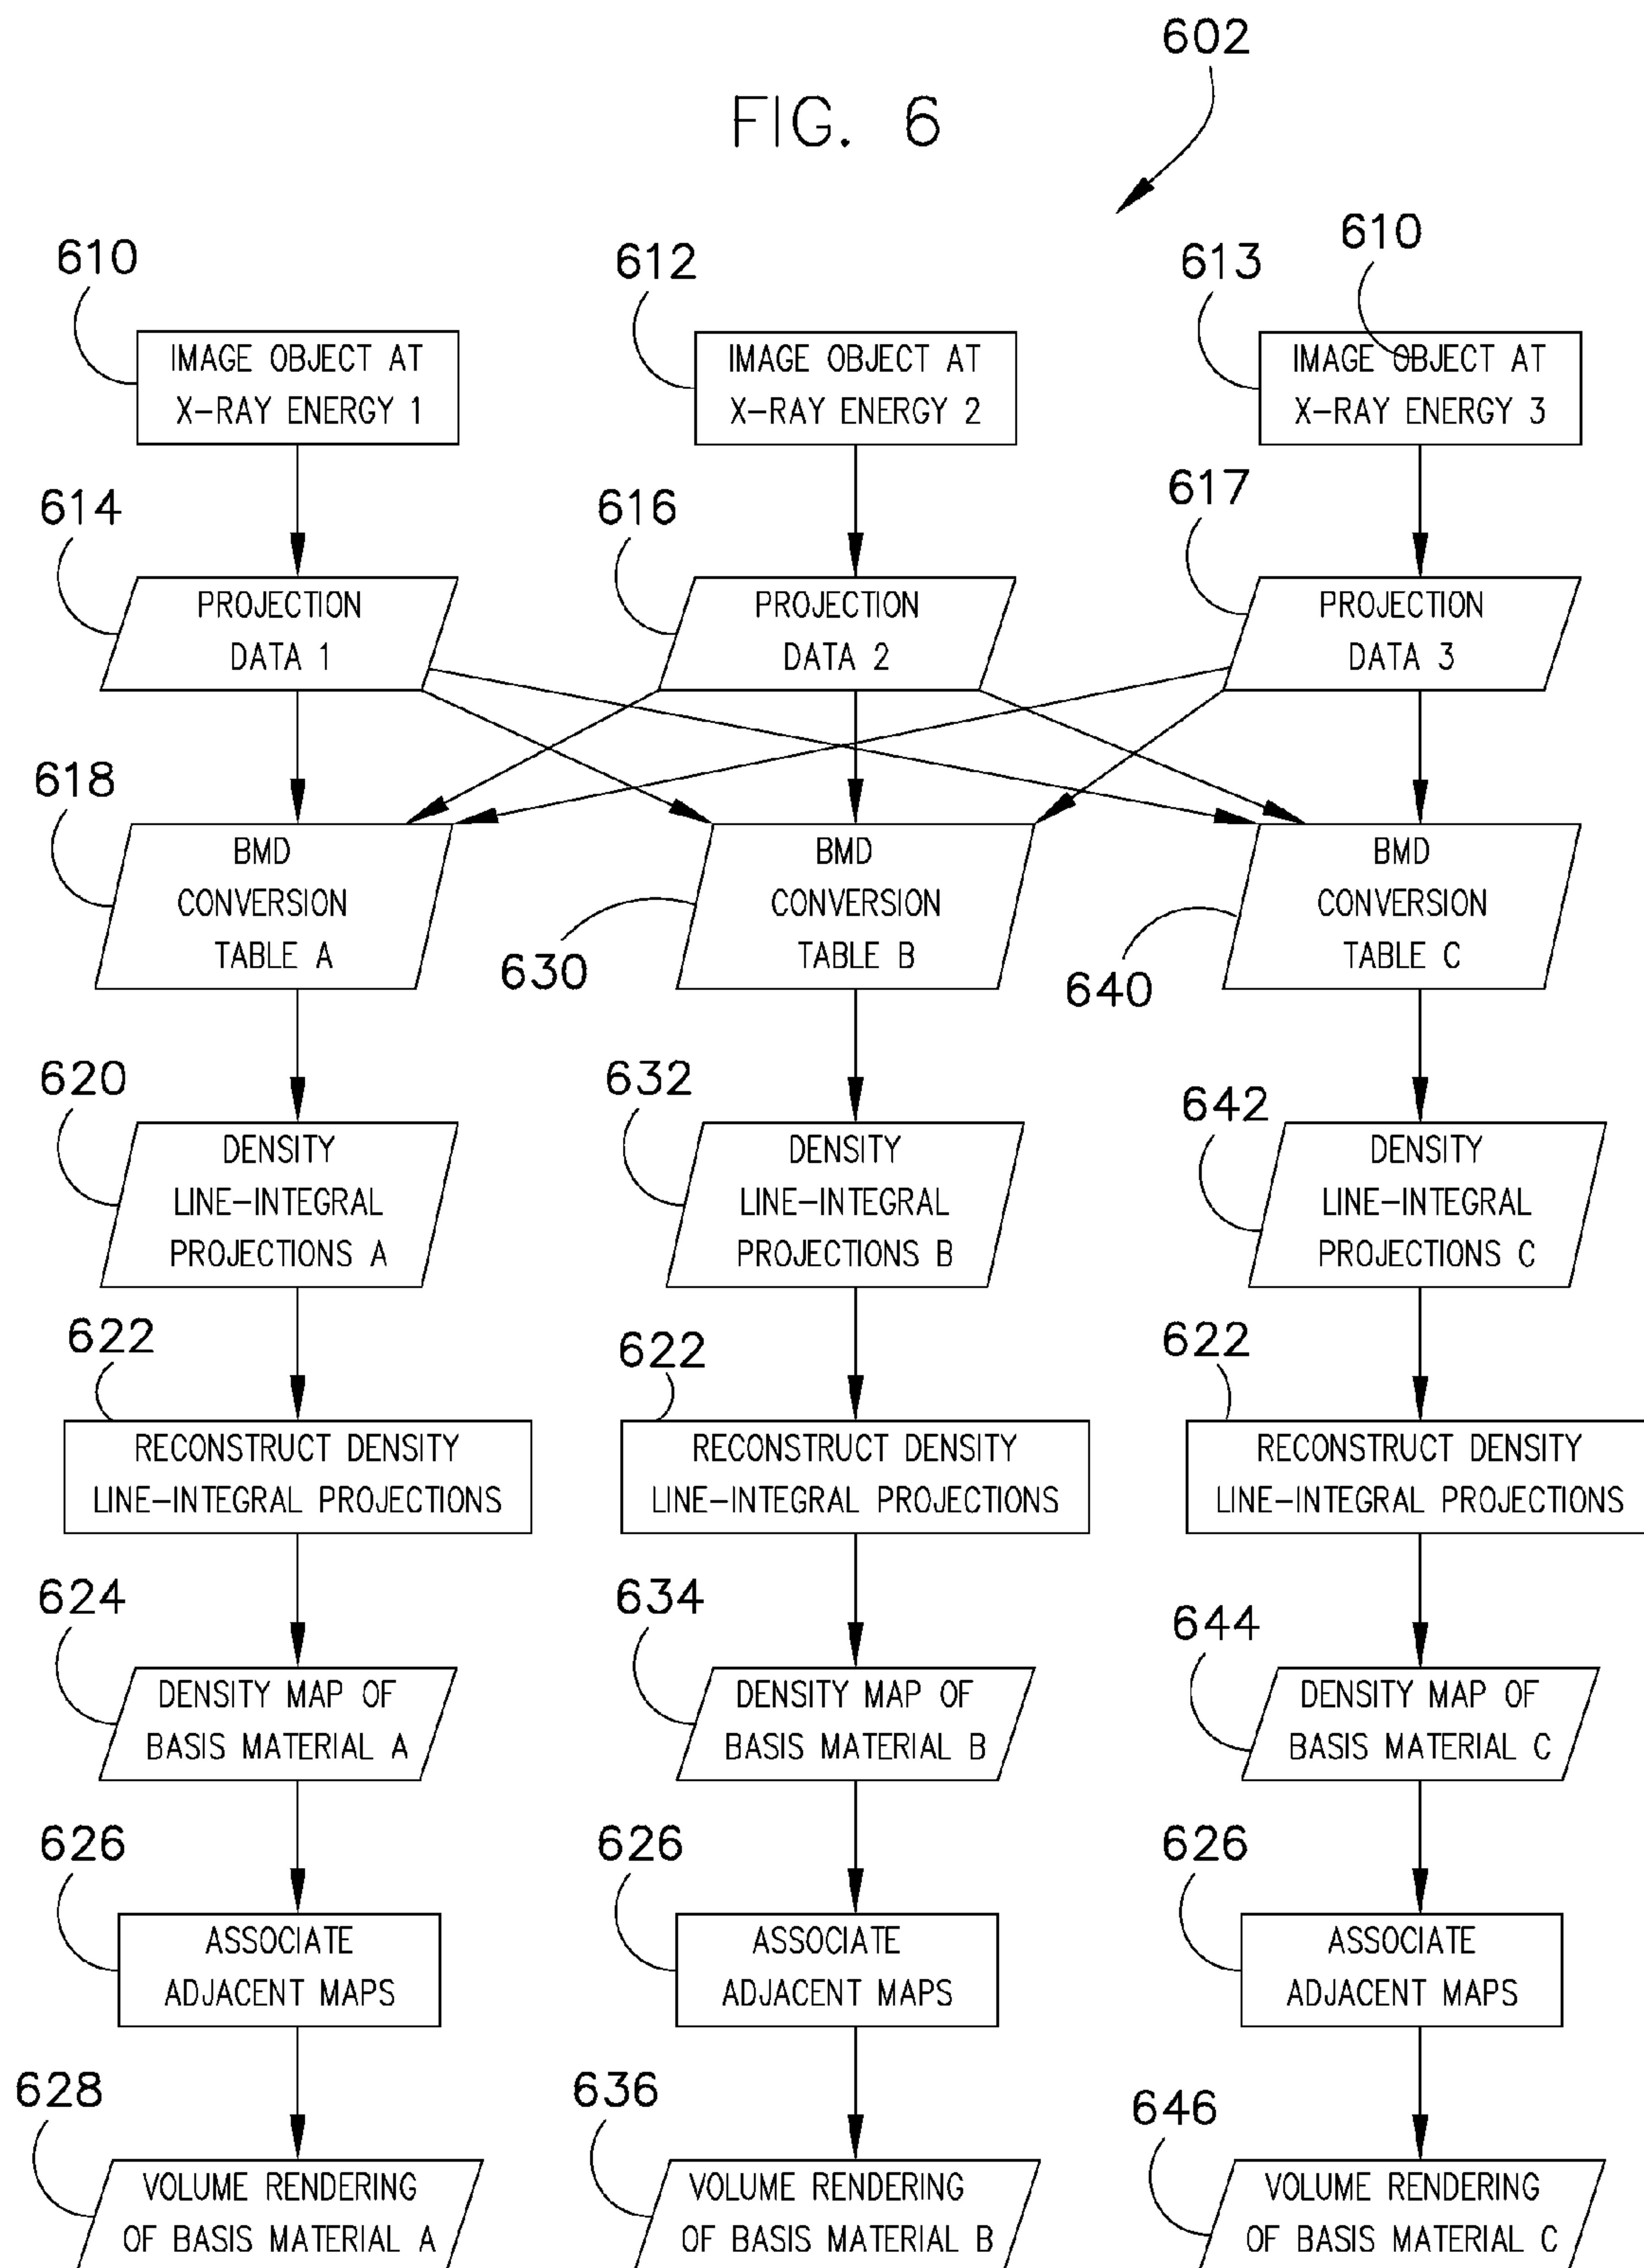 602
FIG. 6
610
612
613
610
IMAGE OBJECT AT
X-RAY ENERGY 1
IMAGE OBJECT AT
X-RAY ENERGY 2
IMAGE OBJECT AT
X-RAY ENERGY 3
614
616
617
PROJECTION
DATA 1
PROJECTION
DATA 2
PROJECTION
DATA 3
618
BMD
CONVERSION
TABLE A
630
BMD
CONVERSION
TABLE B
640
BMD
CONVERSION
TABLE C
620
632
642
DENSITY
LINE-INTEGRAL
PROJECTIONS A
DENSITY
LINE-INTEGRAL
PROJECTIONS B
DENSITY
LINE-INTEGRAL
PROJECTIONS C
622
622
622
RECONSTRUCT DENSITY
LINE-INTEGRAL PROJECTIONS
RECONSTRUCT DENSITY
LINE-INTEGRAL PROJECTIONS
RECONSTRUCT DENSITY
LINE-INTEGRAL PROJECTIONS
624
634
644
DENSITY MAP OF
BASIS MATERIAL A
DENSITY MAP OF
BASIS MATERIAL B
DENSITY MAP OF
BASIS MATERIAL C
626
626
626
ASSOCIATE
ADJACENT MAPS
ASSOCIATE
ADJACENT MAPS
ASSOCIATE
ADJACENT MAPS
628
636
646
VOLUME RENDERING
OF BASIS MATERIAL A
VOLUME RENDERING
OF BASIS MATERIAL B
VOLUME RENDERING
OF BASIS MATERIAL C